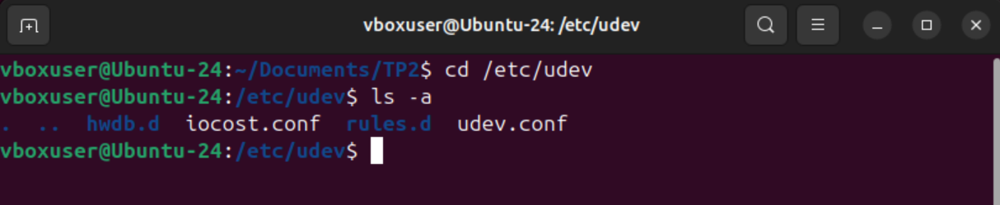 vboxuser@Ubuntu-24: /etc/udev
vboxuser@Ubuntu-24:~/Documents/TP2$ cd /etc/udev
vboxuser@Ubuntu-24:/etc/udev$ ls -a
.  ..  hwdb.d  iocost.conf  rules.d  udev.conf
vboxuser@Ubuntu-24:/etc/udev$